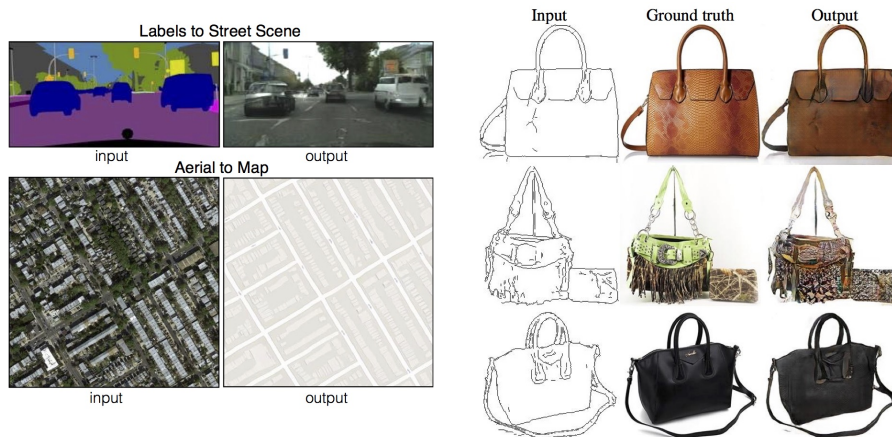 Labels to Street Scene
input
output
Aerial to Map
input
output
Input
Ground truth
Output